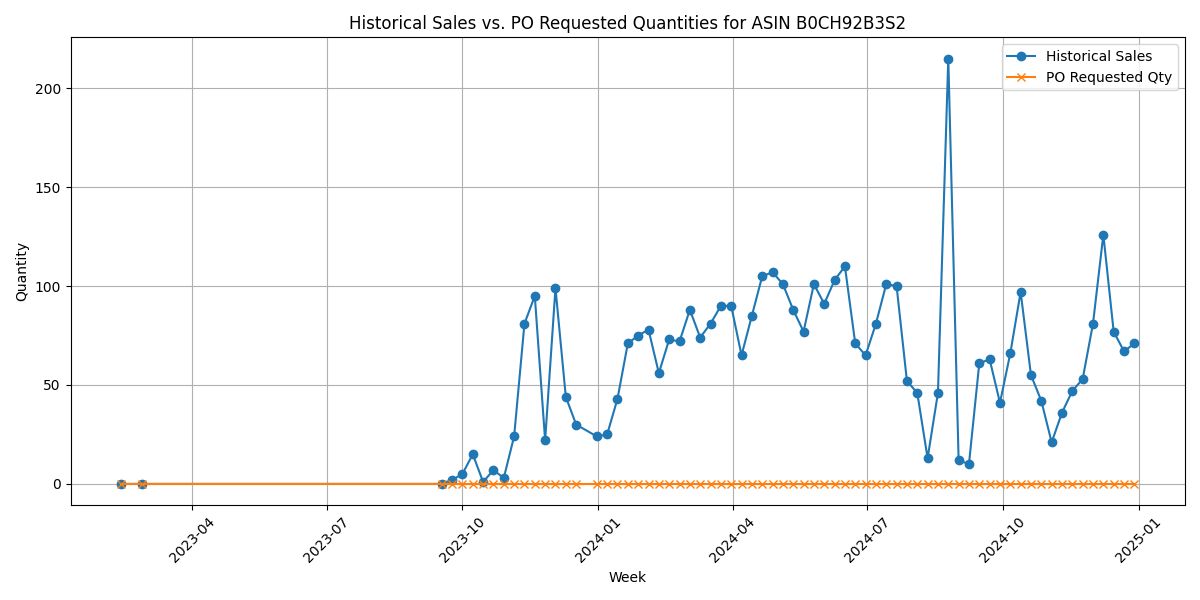 Historical Sales vs. PO Requested Quantities for ASIN B0CH92B3S2
Historical Sales
PO Requested Qty
Quantity
200
150
100
50
0
2023-04
2023-07
2023-10
2024-01
2024-04
2024-07
2024-10
2025-01
Week